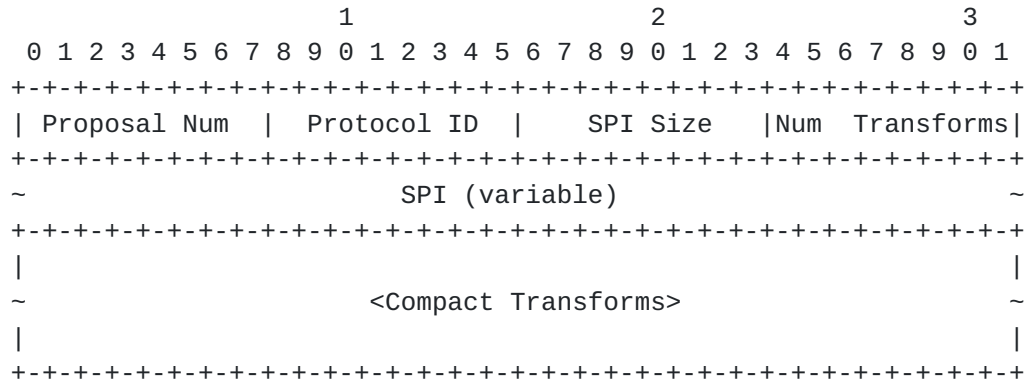 1                   2                   3
 0 1 2 3 4 5 6 7 8 9 0 1 2 3 4 5 6 7 8 9 0 1 2 3 4 5 6 7 8 9 0 1
+-+-+-+-+-+-+-+-+-+-+-+-+-+-+-+-+-+-+-+-+-+-+-+-+-+-+-+-+-+-+-+-+
| Proposal Num  |  Protocol ID  |    SPI Size   |Num  Transforms|
+-+-+-+-+-+-+-+-+-+-+-+-+-+-+-+-+-+-+-+-+-+-+-+-+-+-+-+-+-+-+-+-+
~                        SPI (variable)                         ~
+-+-+-+-+-+-+-+-+-+-+-+-+-+-+-+-+-+-+-+-+-+-+-+-+-+-+-+-+-+-+-+-+
|                                                               |
~                      <Compact Transforms>                     ~
|                                                               |
+-+-+-+-+-+-+-+-+-+-+-+-+-+-+-+-+-+-+-+-+-+-+-+-+-+-+-+-+-+-+-+-+